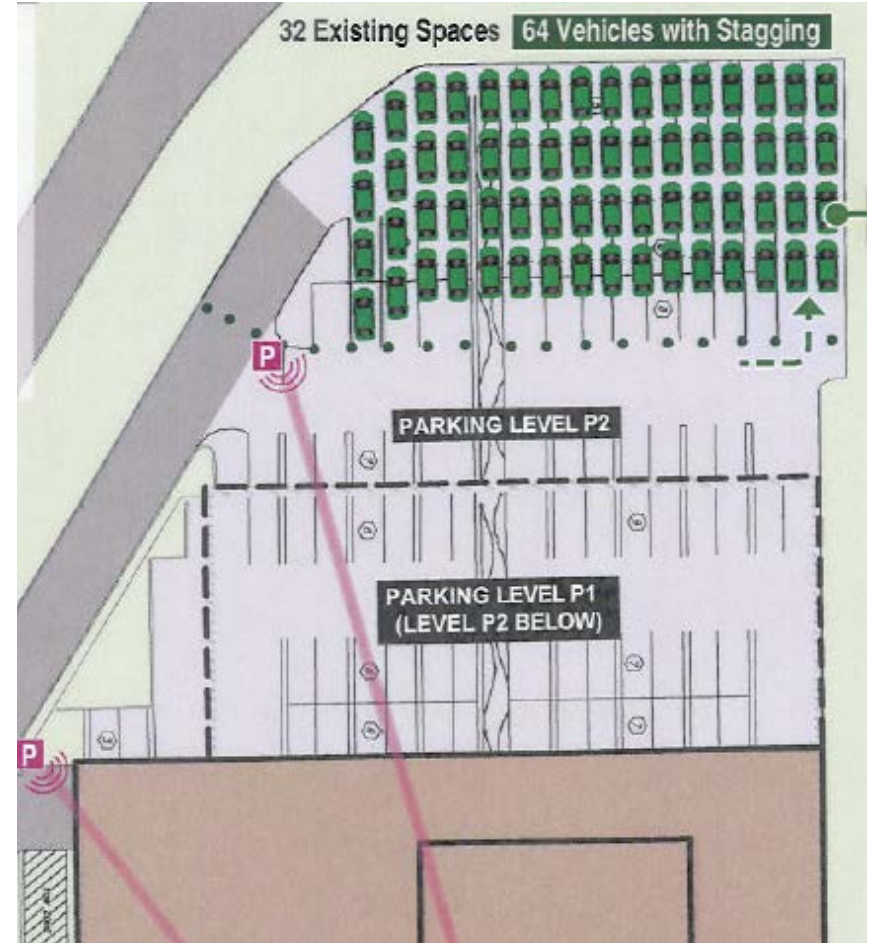 32 Existing Spaces 64 Vehicles with Stagging
P
PARKING LEVEL P2
PARKING LEVEL P1
(LEVEL P2 BELOW)
P